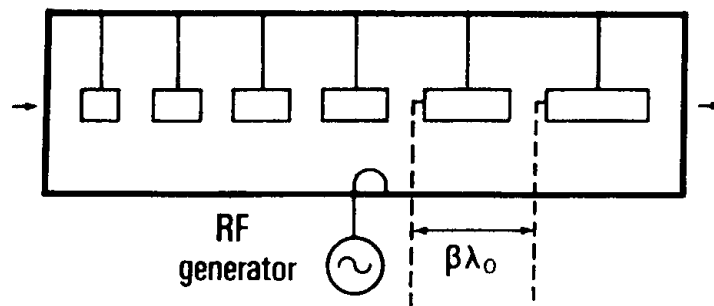 RF
generator
βλ₀